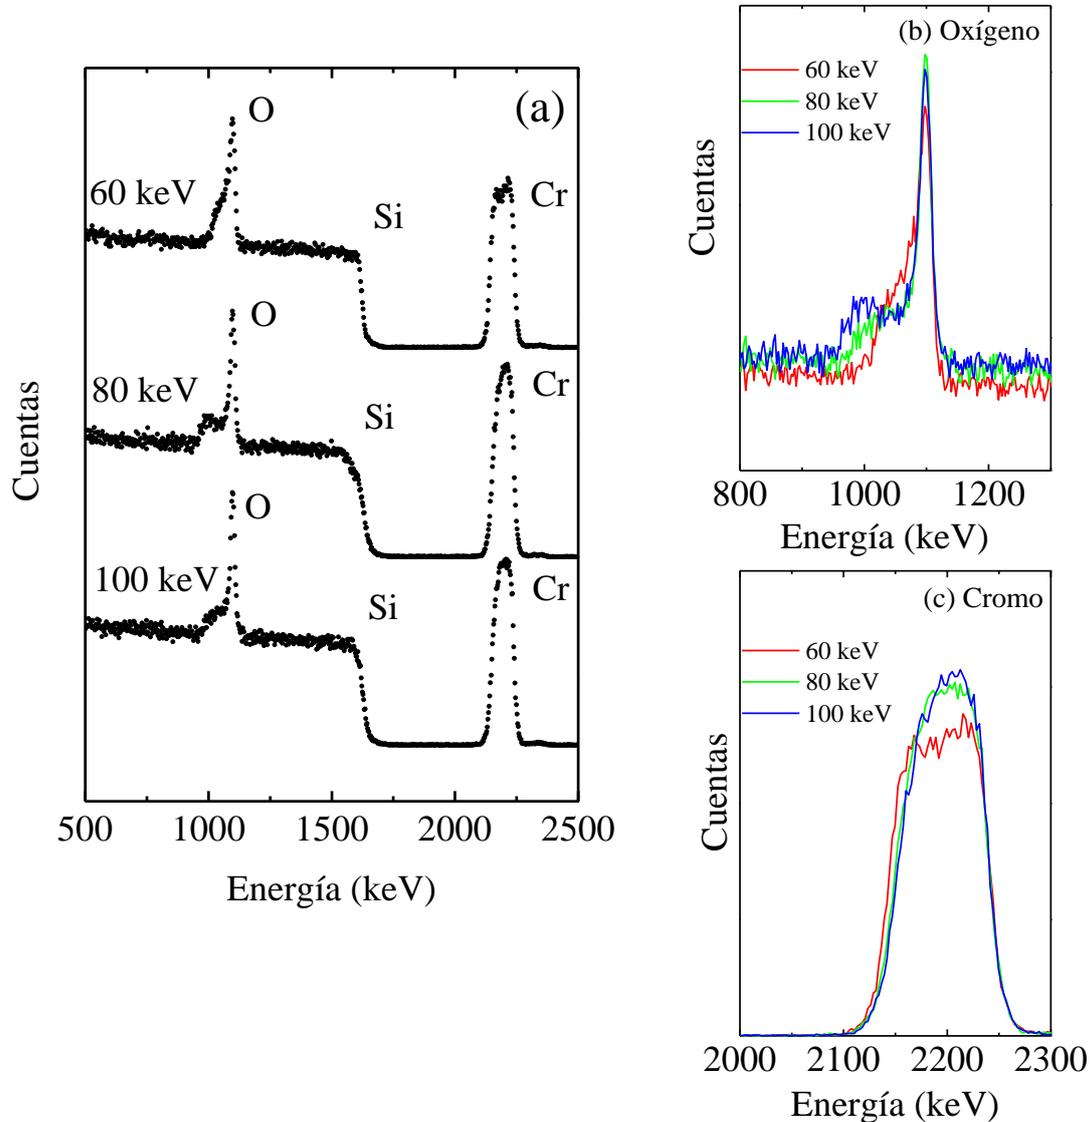 (a)
O
60 keV
Si
Cr
O
80 keV
Si
Cr
O
100 keV
Si
Cr
Cuentas
500 1000 1500 2000 2500
Energía (keV)
(b) Oxígeno
60 keV
80 keV
100 keV
Cuentas
800 1000 1200
Energía (keV)
(c) Cromo
60 keV
80 keV
100 keV
Cuentas
2000 2100 2200 2300
Energía (keV)